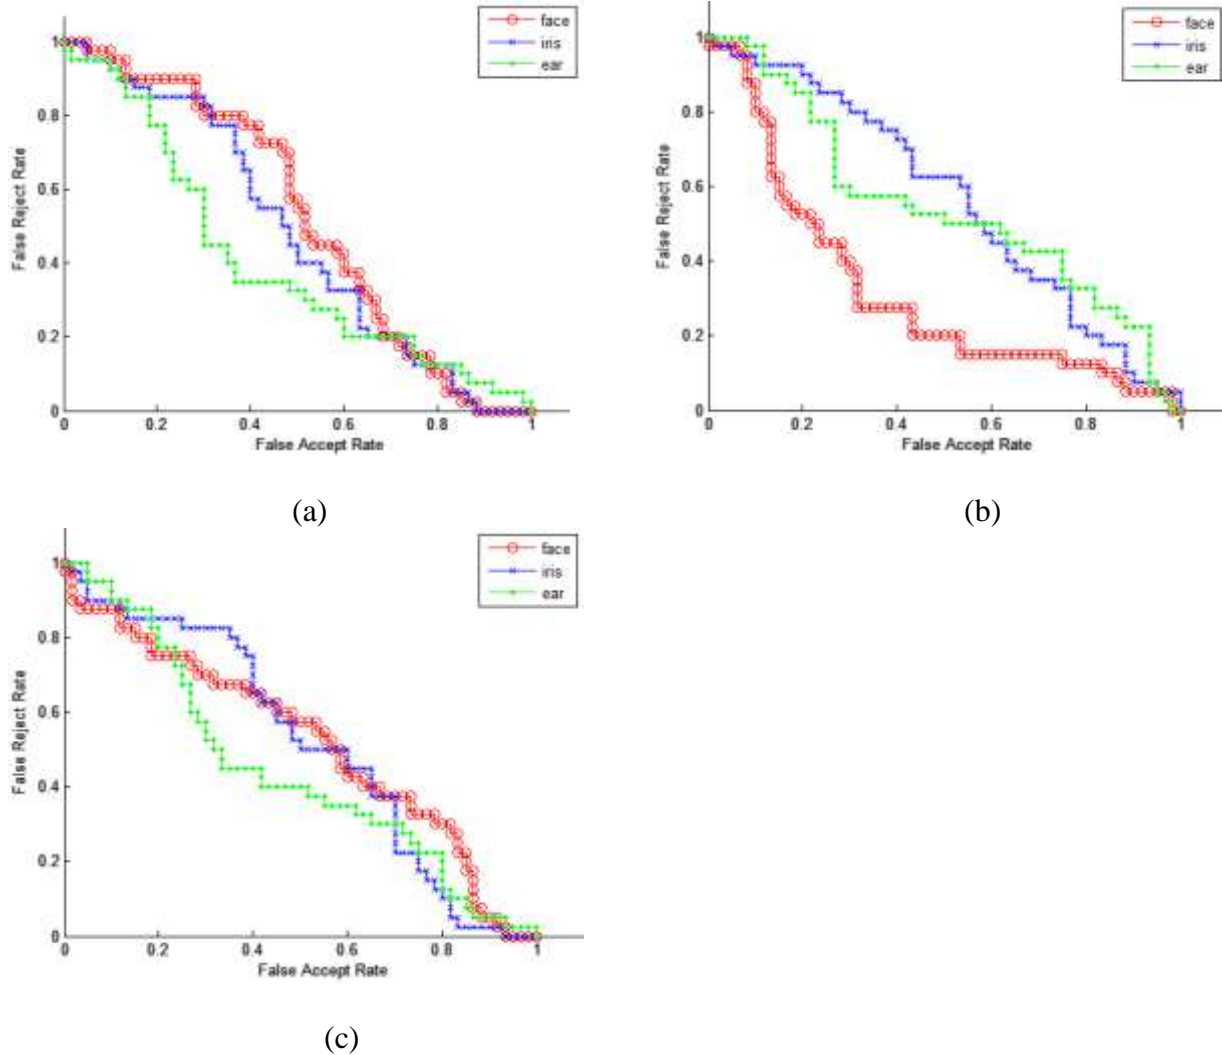 face
iris
ear
1
0.8
0.6
0.4
0.2
0
False Reject Rate
0 0.2 0.4 0.6 0.8 1
False Accept Rate
(a)
face
iris
ear
1
0.8
0.6
0.4
0.2
0
False Reject Rate
0 0.2 0.4 0.6 0.8 1
False Accept Rate
(b)
face
iris
ear
1
0.8
0.6
0.4
0.2
0
False Reject Rate
0 0.2 0.4 0.6 0.8 1
False Accept Rate
(c)